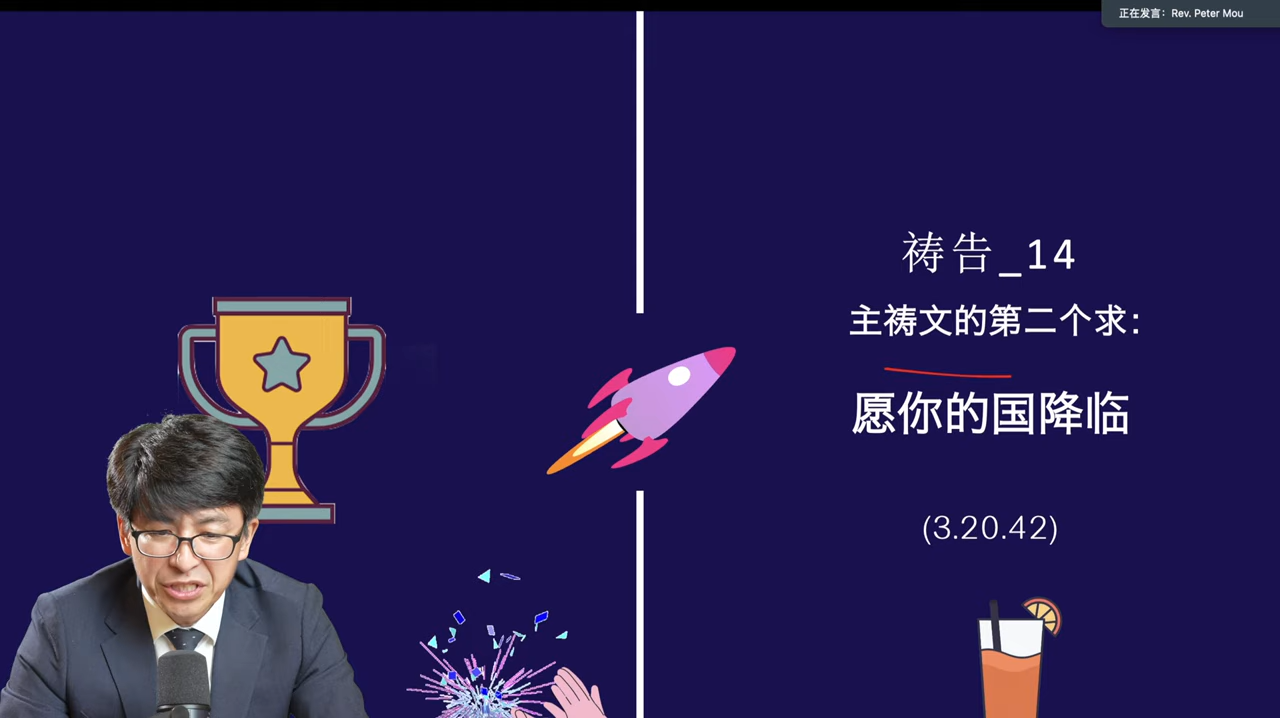 正在发言: Rev. Peter Mou
祷告_14
主祷文的第二个求:
愿你的国降临
(3.20.42)